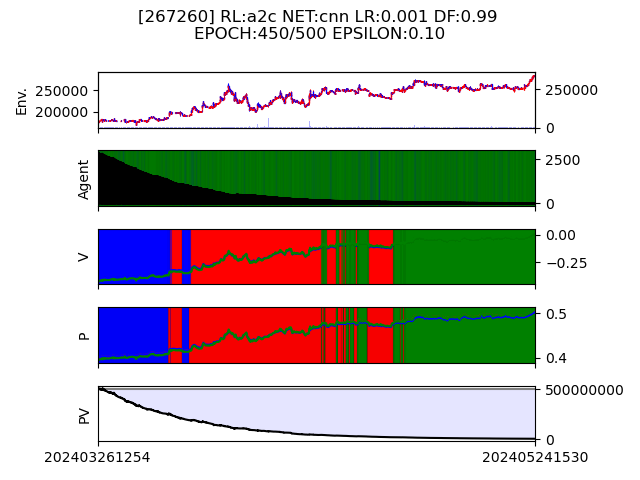 [267260] RL:a2c NET:cnn LR:0.001 DF:0.99
EPOCH:450/500 EPSILON:0.10
Env.
250000
200000
250000
0
Agent
2500
0
V
0.00
−0.25
P
0.5
0.4
PV
500000000
0
202403261254
202405241530